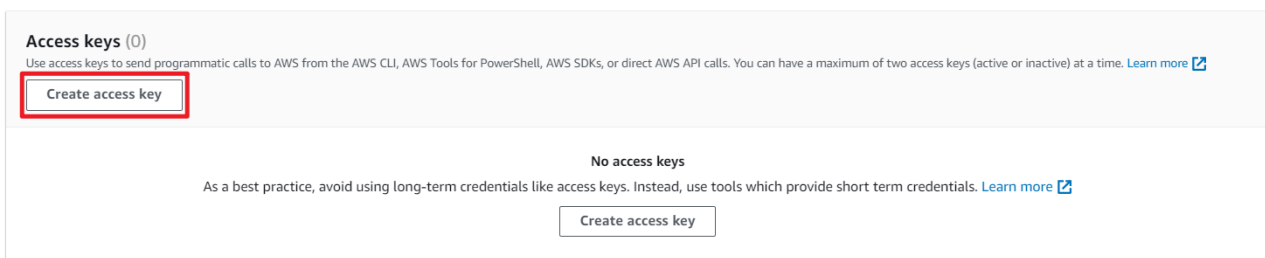 Access keys (0)
Use access keys to send programmatic calls to AWS from the AWS CLI, AWS Tools for PowerShell, AWS SDKs, or direct AWS API calls. You can have a maximum of two access keys (active or inactive) at a time. Learn more
Create access key
No access keys
As a best practice, avoid using long-term credentials like access keys. Instead, use tools which provide short term credentials. Learn more
Create access key